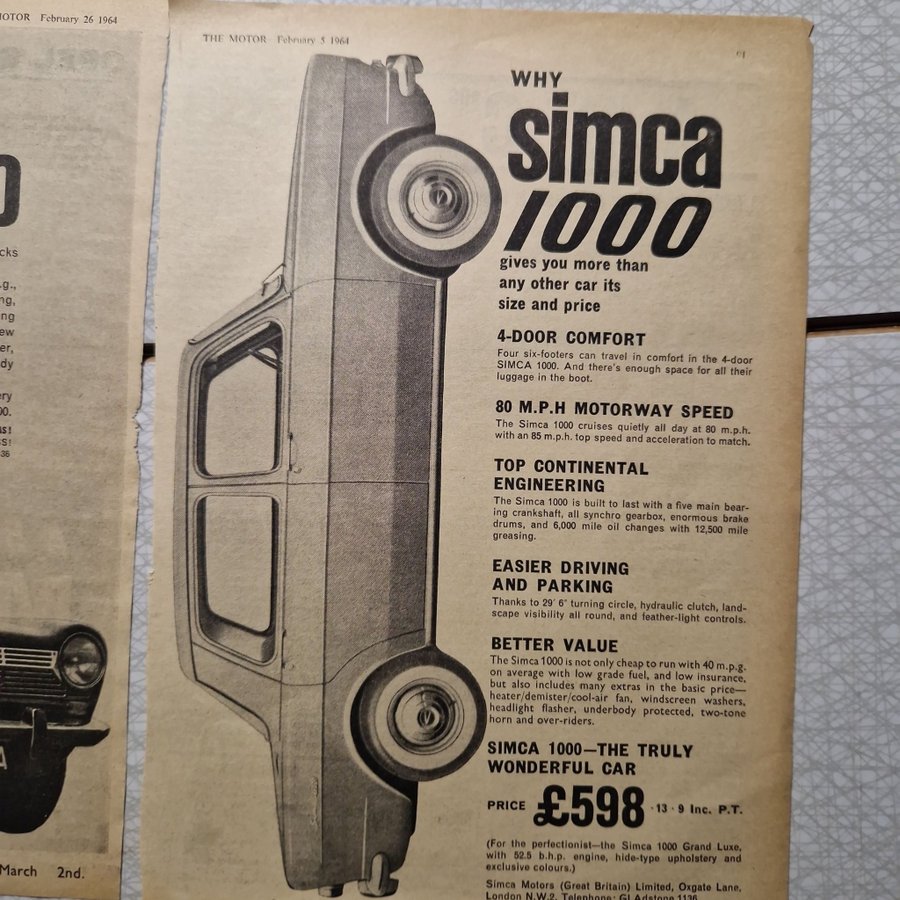 MOTOR February 26 1964
cks
.g.,
ng,
ng
ew
er,
dy
ery
00.
as!
SS!
-36
March 2nd.
THE MOTOR February 5 1964
WHY
simca
1000
gives you more than
any other car its
size and price
4-DOOR COMFORT
Four six-footers can travel in comfort in the 4-door
SIMCA 1000. And there's enough space for all their
luggage in the boot.
80 M.P.H MOTORWAY SPEED
The Simca 1000 cruises quietly all day at 80 m.p.h.
with an 85 m.p.h. top speed and acceleration to match.
TOP CONTINENTAL
ENGINEERING
The Simca 1000 is built to last with a five main bear-
ing crankshaft, all synchro gearbox, enormous brake
drums, and 6,000 mile oil changes with 12,500 mile
greasing.
EASIER DRIVING
AND PARKING
Thanks to 29' 6" turning circle, hydraulic clutch, land-
scape visibility all round, and feather-light controls.
BETTER VALUE
The Simca 1000 is not only cheap to run with 40 m.p.g.
on average with low grade fuel, and low insurance,
but also includes many extras in the basic price—
heater/demister/cool-air fan, windscreen washers,
headlight flasher, underbody protected, two-tone
horn and over-riders.
SIMCA 1000—THE TRULY
WONDERFUL CAR
PRICE £598 · 13 · 9 Inc. P.T.
(For the perfectionist—the Simca 1000 Grand Luxe,
with 52.5 b.h.p. engine, hide-type upholstery and
exclusive colours.)
Simca Motors (Great Britain) Limited, Oxgate Lane,
London N.W.2. Telephone: GLAdstone 1136